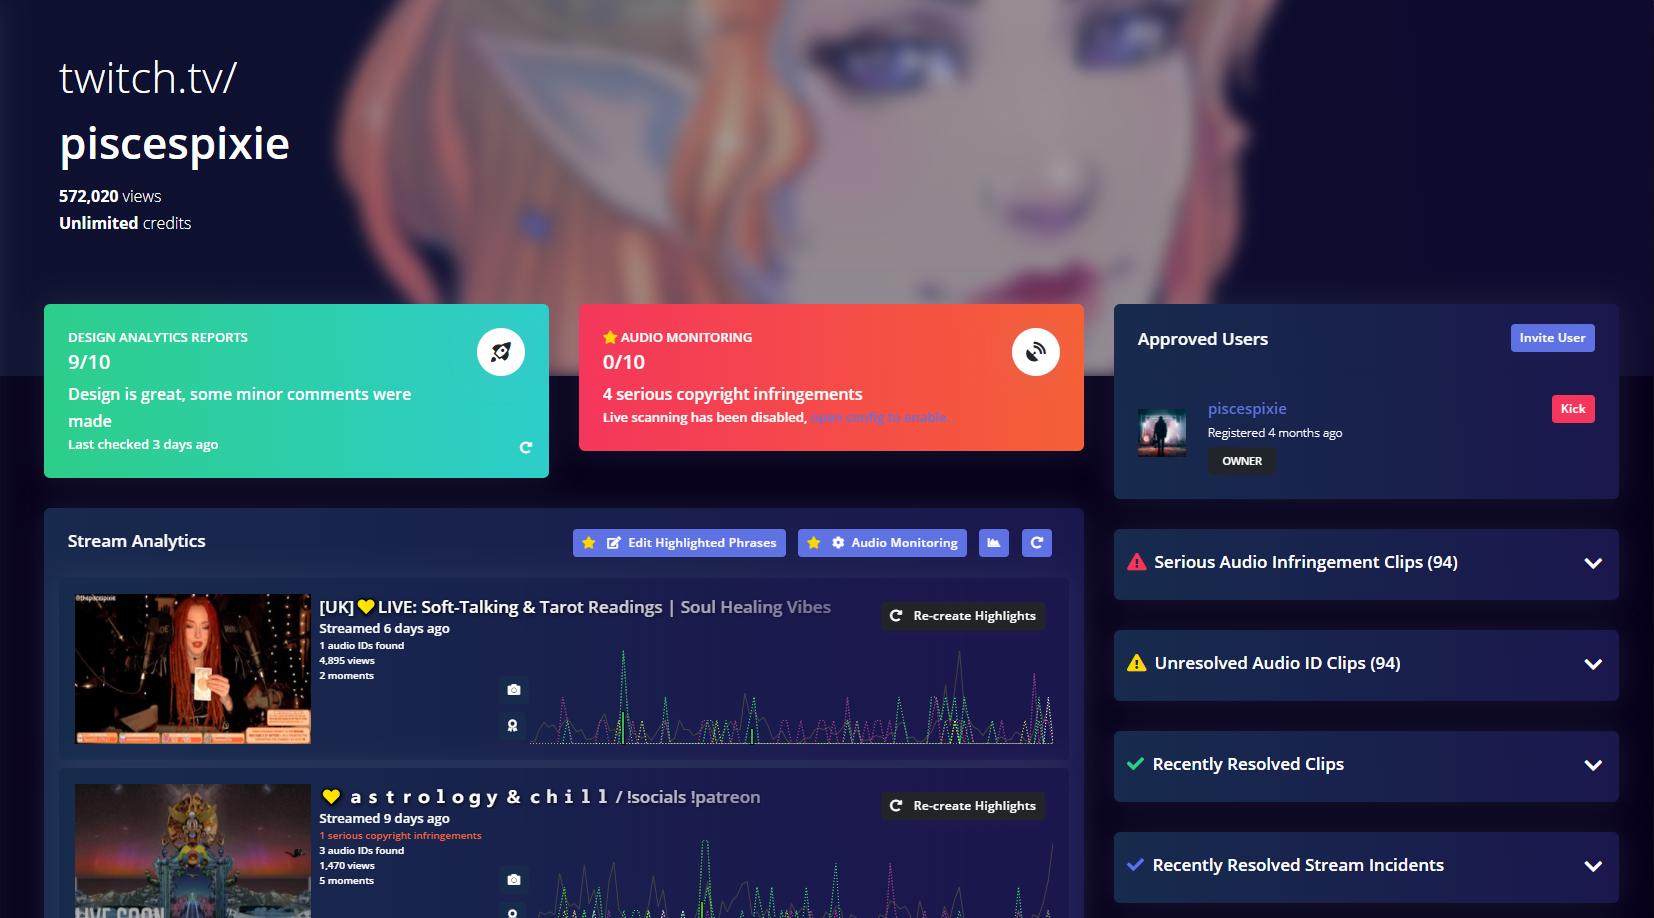 twitch.tv/
piscespixie
572,020 views
Unlimited credits
DESIGN ANALYTICS REPORTS
9/10
Design is great, some minor comments were
made
Last checked 3 days ago
AUDIO MONITORING
0/10
4 serious copyright infringements
Live scanning has been disabled, open config to enable.
Approved Users
Invite User
piscespixie
Kick
Registered 4 months ago
OWNER
Stream Analytics
Edit Highlighted Phrases
Audio Monitoring
[UK] 💛 LIVE: Soft-Talking & Tarot Readings | Soul Healing Vibes
Re-create Highlights
Streamed 6 days ago
1 audio IDs found
4,895 views
2 moments
💛 a s t r o l o g y & c h i l l / !socials !patreon
Re-create Highlights
Streamed 9 days ago
1 serious copyright infringements
3 audio IDs found
1,470 views
5 moments
LIVE SOON
Serious Audio Infringement Clips (94)
Unresolved Audio ID Clips (94)
Recently Resolved Clips
Recently Resolved Stream Incidents